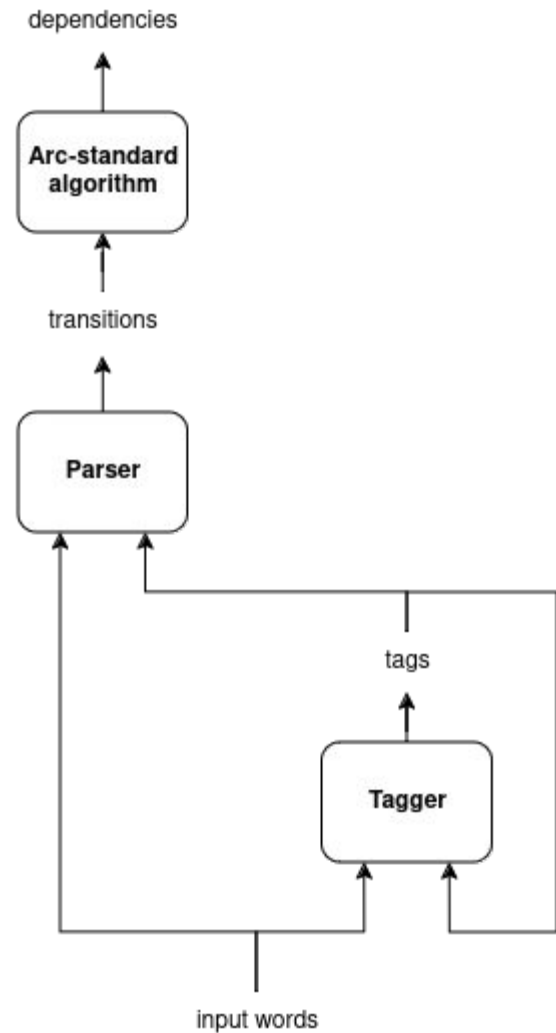 dependencies
Arc-standard
algorithm
transitions
Parser
tags
Tagger
input words